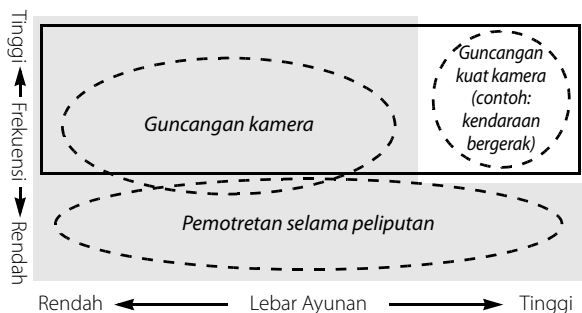 Tinggi
Frekuensi
Rendah
Guncangan kamera
Guncangan
kuat kamera
(contoh:
kendaraan
bergerak)
Pemotretan selama peliputan
Rendah Lebar Ayunan Tinggi